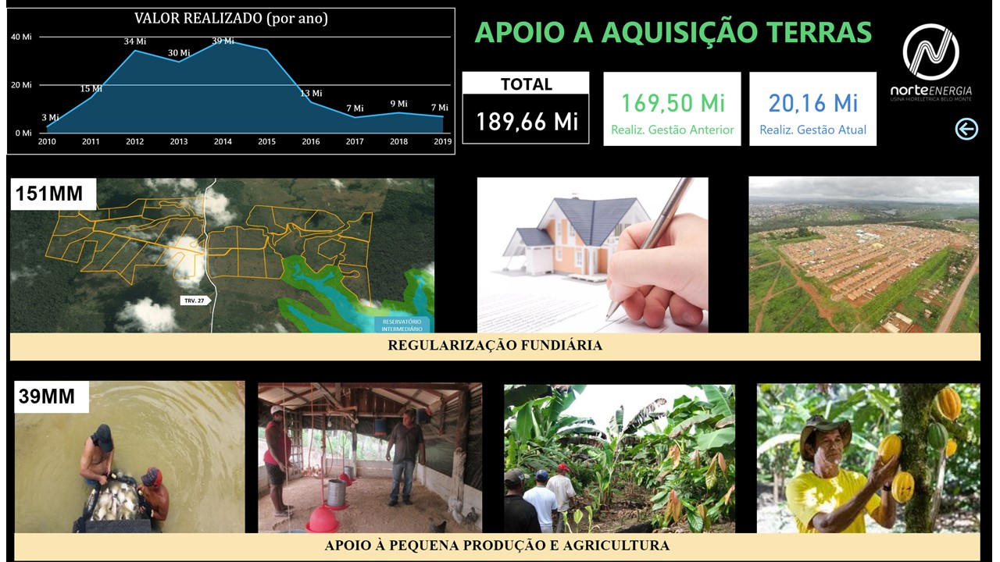 VALOR REALIZADO (por ano)
40 Mi
20 Mi
0 Mi
3 Mi
15 Mi
34 Mi
30 Mi
39 Mi
13 Mi
7 Mi
9 Mi
7 Mi
2010 2011 2012 2013 2014 2015 2016 2017 2018 2019
APOIO A AQUISIÇÃO TERRAS
TOTAL
189,66 Mi
169,50 Mi
Realiz. Gestão Anterior
20,16 Mi
Realiz. Gestão Atual
norteENERGIA
USINA HIDRELÉTRICA BELO MONTE
151MM
TRV. 27
RESERVATÓRIO
INTERMEDIÁRIO
REGULARIZAÇÃO FUNDIÁRIA
39MM
APOIO À PEQUENA PRODUÇÃO E AGRICULTURA